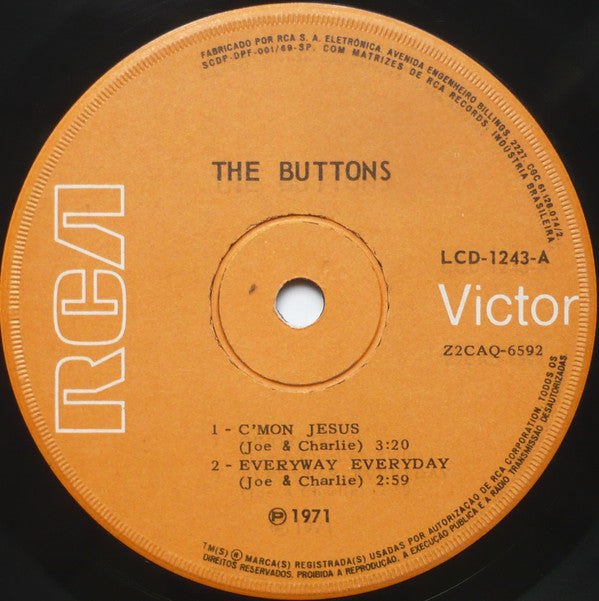 FABRICADO POR RCA S. A. ELETRÔNICA, AVENIDA ENGENHEIRO BILLINGS, 2227, CGC 61 126 074/2
SCDP-DPF-001/69-SP. COM MATRIZES DE RCA RECORDS. INDÚSTRIA BRASILEIRA
THE BUTTONS
RCA
LCD-1243-A
Victor
Z2CAQ-6592
1 - C'MON JESUS
(Joe & Charlie) 3:20
2 - EVERYWAY EVERYDAY
(Joe & Charlie) 2:59
Ⓟ 1971
TM(S) ® MARCA(S) REGISTRADA(S) USADAS POR AUTORIZAÇÃO DE RCA CORPORATION. TODOS OS
DIREITOS RESERVADOS. PROIBIDA A REPRODUÇÃO, A EXECUÇÃO PUBLICA E A RÁDIO TRANSMISSÃO DESAUTORIZADAS.